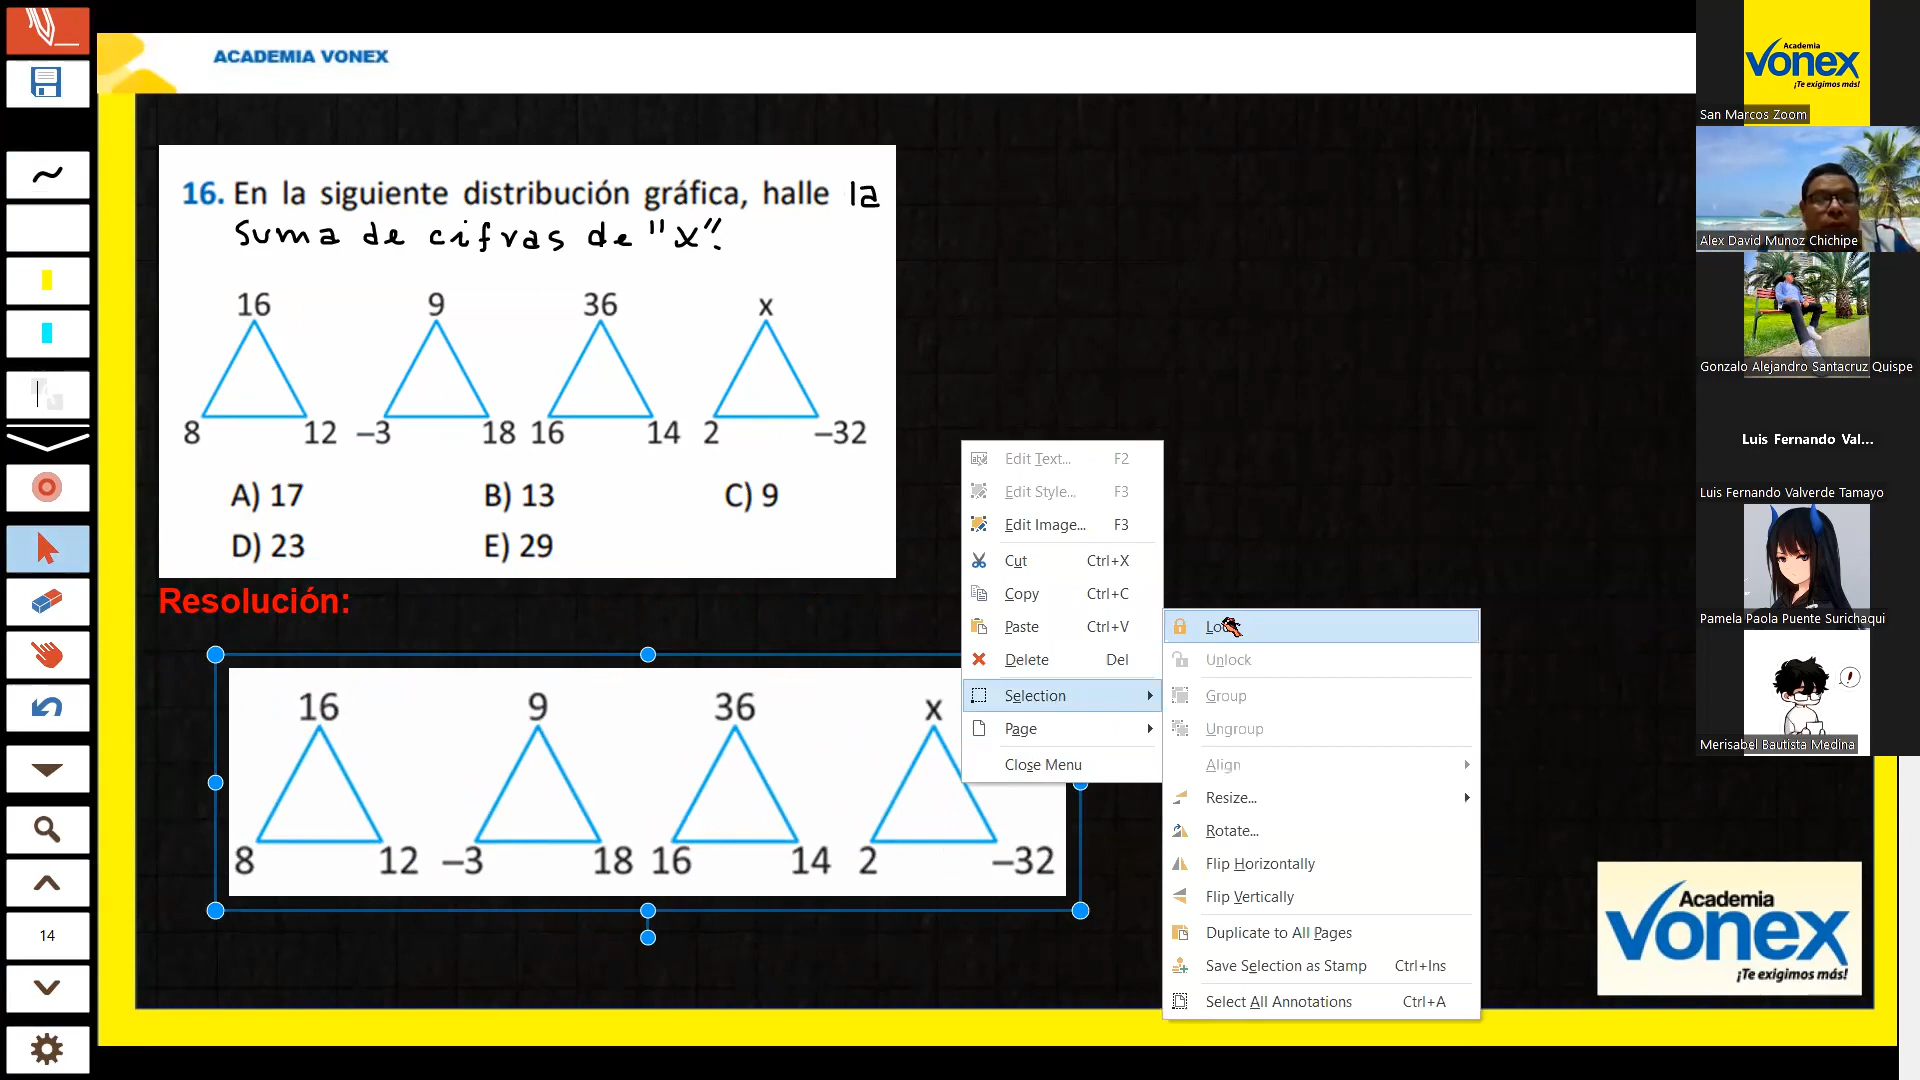 ACADEMIA VONEX
16. En la siguiente distribución gráfica, halle la
suma de cifras de "x".
16 9 36 x
8 12 –3 18 16 14 2 –32
A) 17 B) 13 C) 9
D) 23 E) 29
Resolución:
16 9 36 x
8 12 –3 18 16 14 2 –32
Edit Text... F2
Edit Style... F3
Edit Image... F3
Cut Ctrl+X
Copy Ctrl+C
Paste Ctrl+V
Delete Del
Selection
Page
Close Menu
Unlock
Group
Ungroup
Align
Resize...
Rotate...
Flip Horizontally
Flip Vertically
Duplicate to All Pages
Save Selection as Stamp Ctrl+Ins
Select All Annotations Ctrl+A
14
Academia
vonex
¡Te exigimos más!
Academia
vonex
¡Te exigimos más!
San Marcos Zoom
Alex David Munoz Chichipe
Gonzalo Alejandro Santacruz Quispe
Luis Fernando Val...
Luis Fernando Valverde Tamayo
Pamela Paola Puente Surichaqui
!
Merisabel Bautista Medina